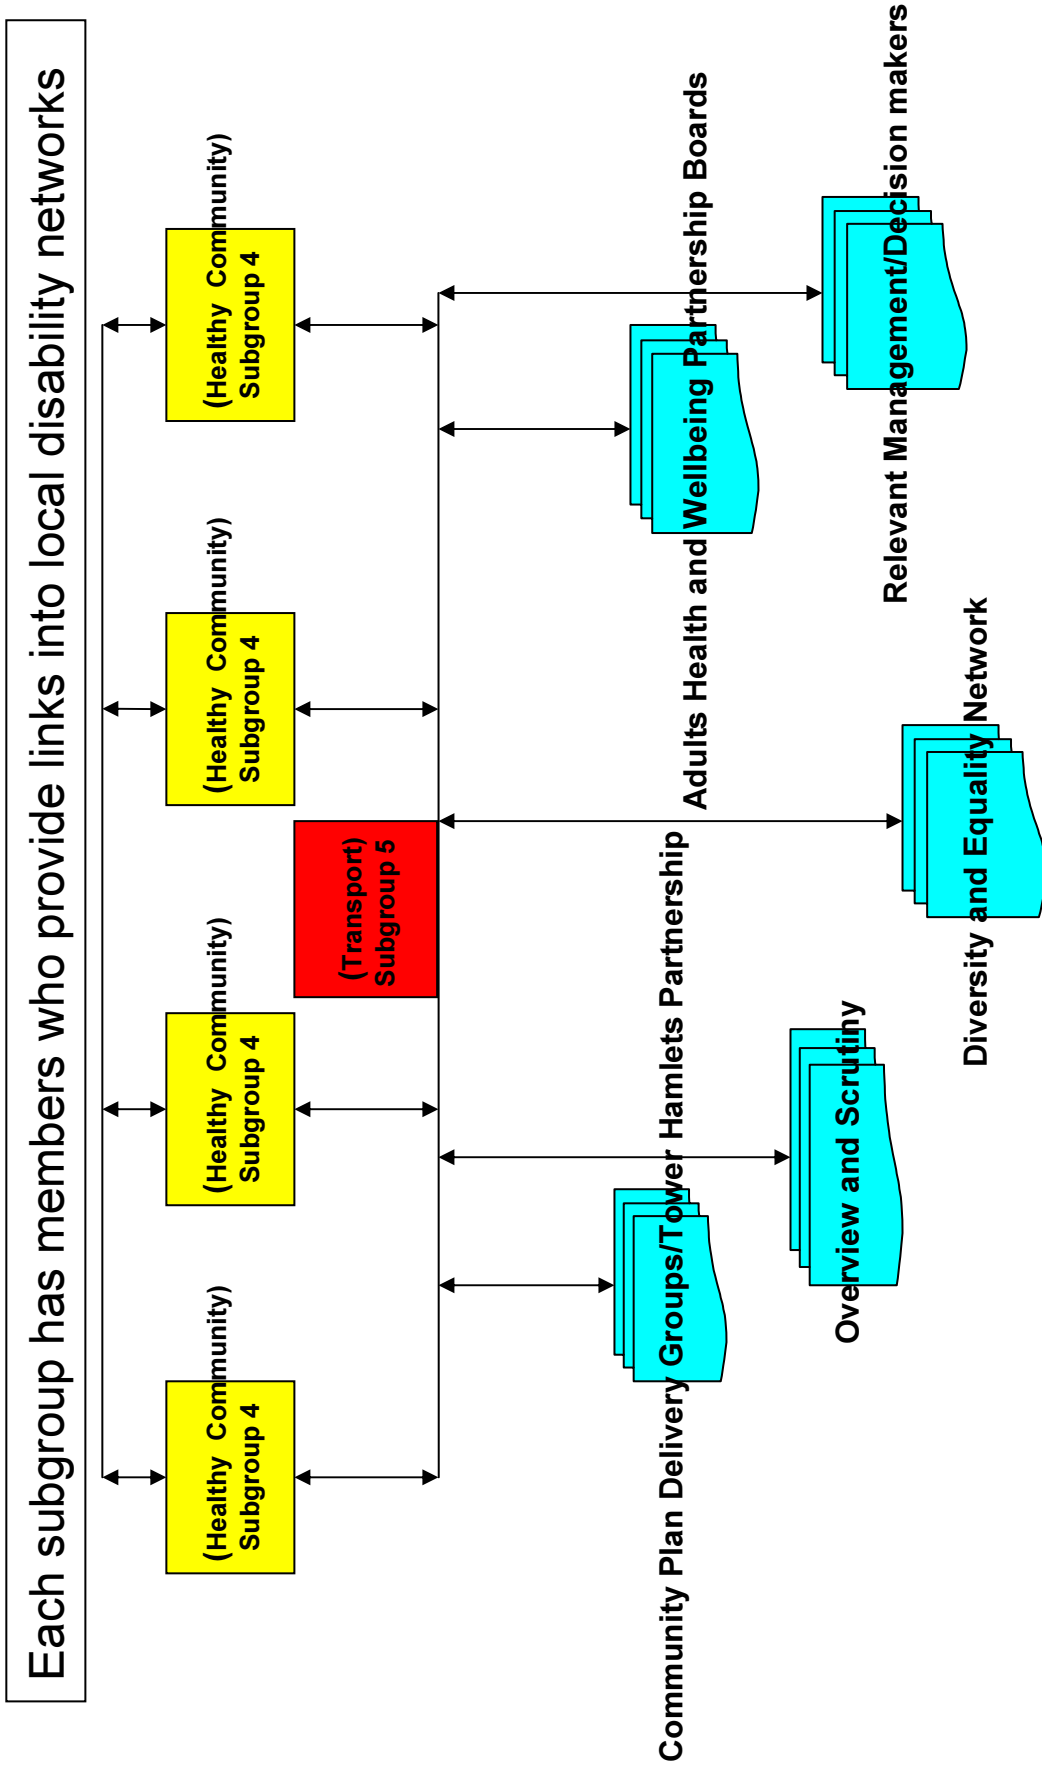 Each subgroup has members who provide links into local disability networks
(Healthy Community)
Subgroup 4
(Healthy Community)
Subgroup 4
(Healthy Community)
Subgroup 4
(Healthy Community)
Subgroup 4
(Transport)
Subgroup 5
Community Plan Delivery Groups/Tower Hamlets Partnership
Adults Health and Wellbeing Partnership Boards
Overview and Scrutiny
Relevant Management/Decision makers
Diversity and Equality Network